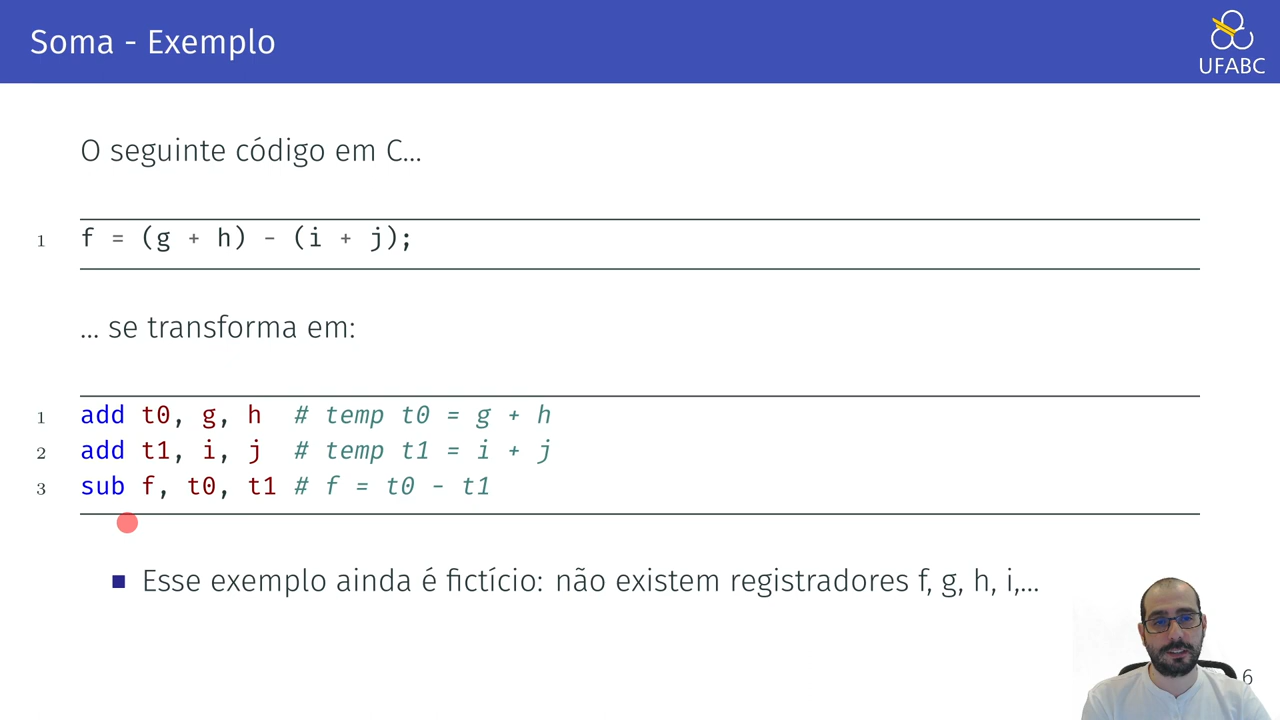 Soma - Exemplo
UFABC
O seguinte código em C...
1 f = (g + h) - (i + j);
... se transforma em:
1 add t0, g, h # temp t0 = g + h
2 add t1, i, j # temp t1 = i + j
3 sub f, t0, t1 # f = t0 - t1
■ Esse exemplo ainda é fictício: não existem registradores f, g, h, i,...
6